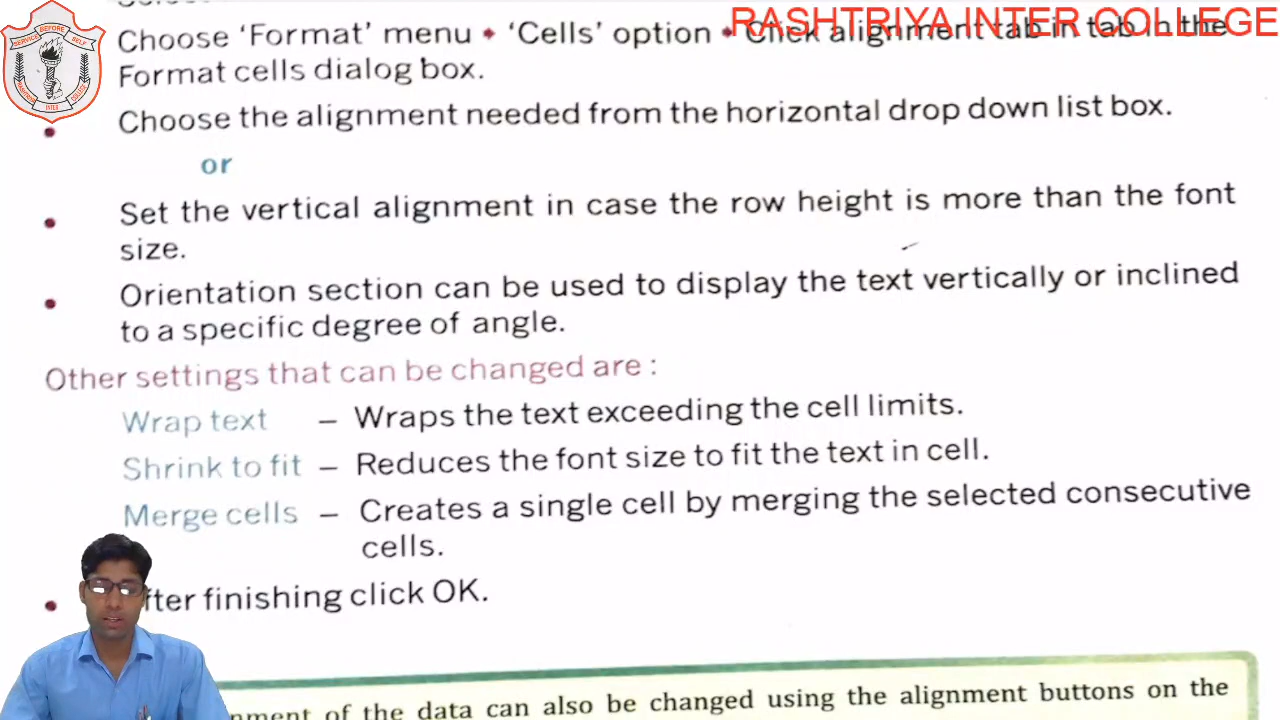 RASHTRIYA INTER COLLEGE
SERVICE BEFORE SELF
INTER
Choose ‘Format’ menu • ‘Cells’ option • Click alignment tab in tab in the
Format cells dialog box.
• Choose the alignment needed from the horizontal drop down list box.
or
• Set the vertical alignment in case the row height is more than the font
size.
• Orientation section can be used to display the text vertically or inclined
to a specific degree of angle.
Other settings that can be changed are :
Wrap text – Wraps the text exceeding the cell limits.
Shrink to fit – Reduces the font size to fit the text in cell.
Merge cells – Creates a single cell by merging the selected consecutive
cells.
• fter finishing click OK.
nment of the data can also be changed using the alignment buttons on the